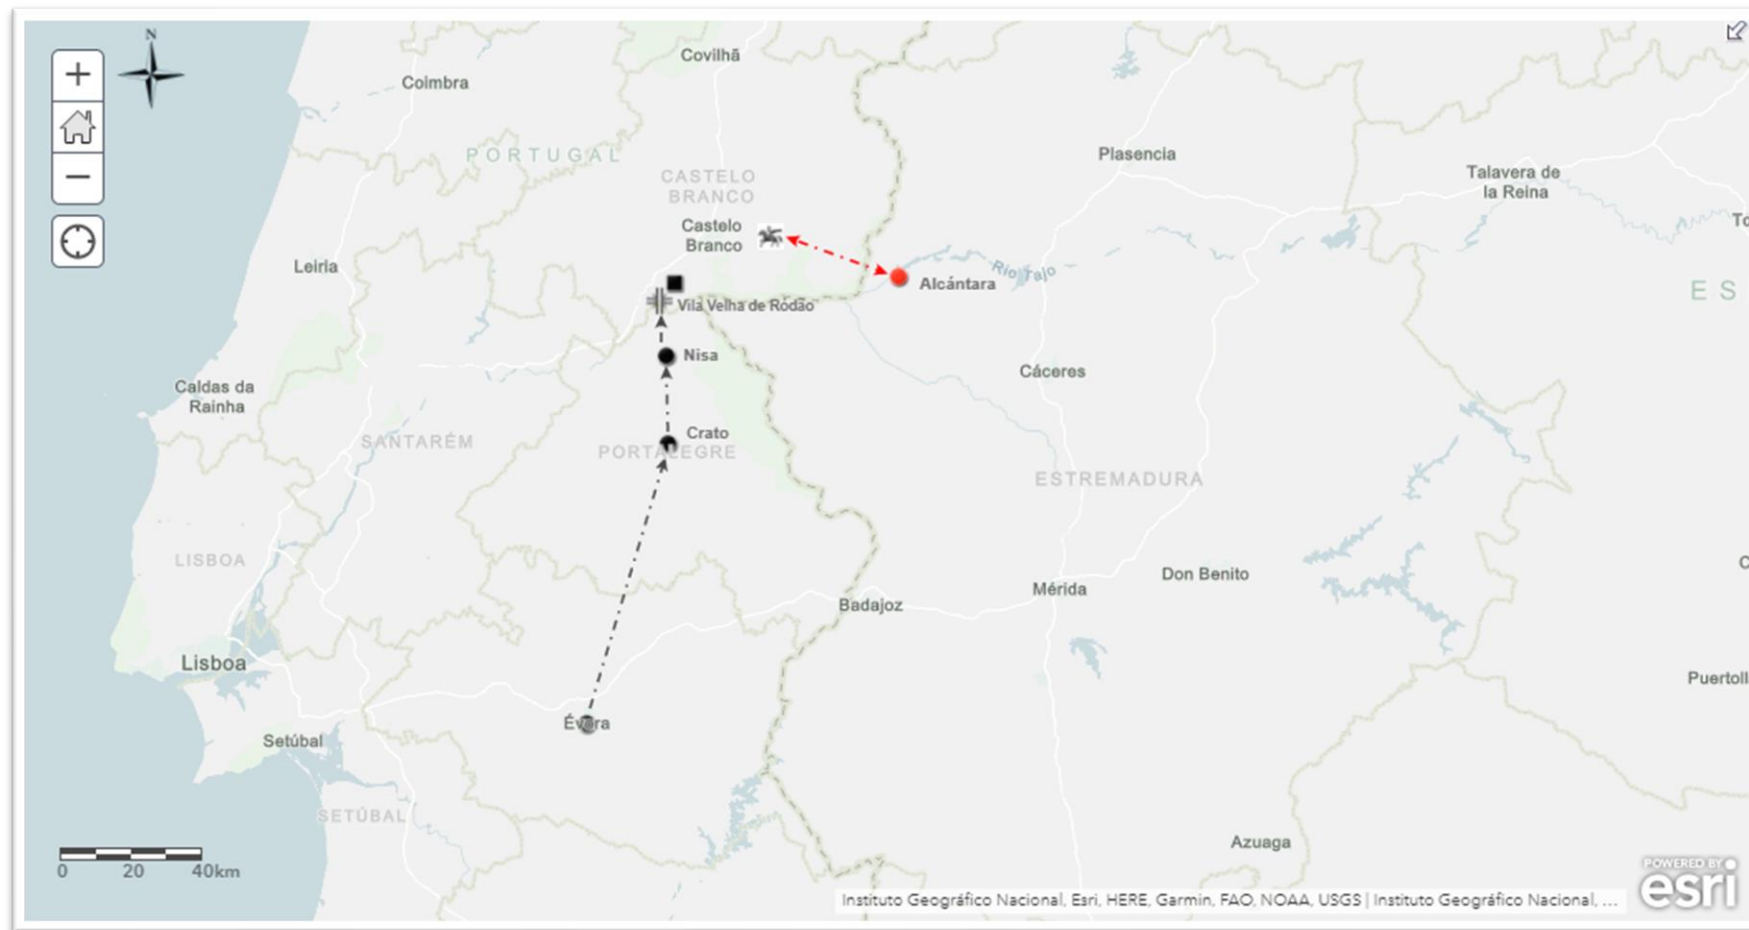 N
Covilhã
Coimbra
PORTUGAL
Plasencia
Talavera de
la Reina
CASTELO
BRANCO
To
Castelo
Branco
Leiria
Río Tajo
Alcántara
E S
Vila Velha de Ródão
Nisa
Cáceres
Caldas da
Rainha
Crato
SANTARÉM
PORTALEGRE
ESTREMADURA
LISBOA
C
Don Benito
Mérida
Badajoz
Lisboa
Puertoll
Évora
Setúbal
SETÚBAL
Azuaga
0 20 40km
POWERED BY
esri
Instituto Geográfico Nacional, Esri, HERE, Garmin, FAO, NOAA, USGS | Instituto Geográfico Nacional, ...